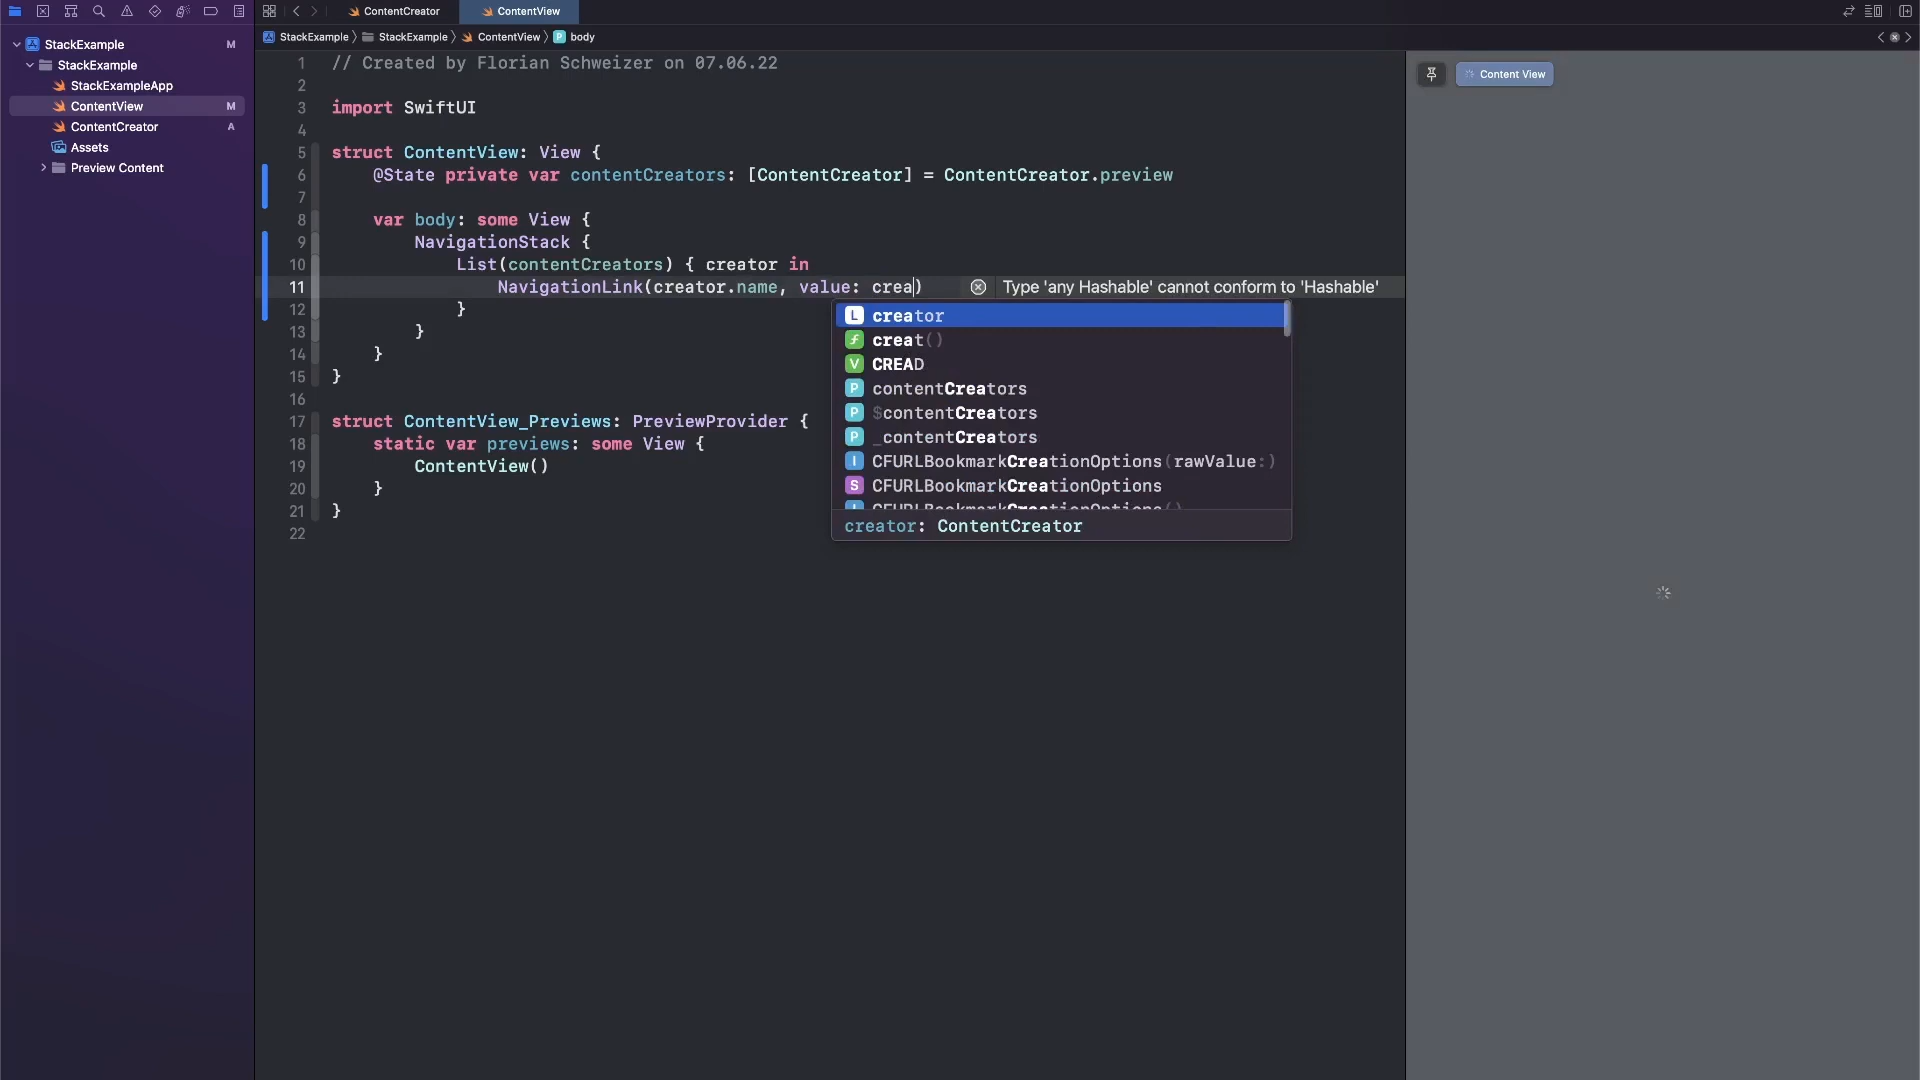 ContentCreator
ContentView
StackExample
M
StackExample
StackExampleApp
ContentView
M
ContentCreator
A
Assets
Preview Content
StackExample
StackExample
ContentView
P
body
1 // Created by Florian Schweizer on 07.06.22
2
3 import SwiftUI
4
5 struct ContentView: View {
6 @State private var contentCreators: [ContentCreator] = ContentCreator.preview
7
8 var body: some View {
9 NavigationStack {
10 List(contentCreators) { creator in
11 NavigationLink(creator.name, value: crea)
Type 'any Hashable' cannot conform to 'Hashable'
12 }
13 }
14 }
15 }
16
17 struct ContentView_Previews: PreviewProvider {
18 static var previews: some View {
19 ContentView()
20 }
21 }
22
L creator
f creat()
V CREAD
P contentCreators
P $contentCreators
P _contentCreators
I CFURLBookmarkCreationOptions(rawValue:)
S CFURLBookmarkCreationOptions
I CFURLBookmarkCreationOptions()
creator: ContentCreator
Content View